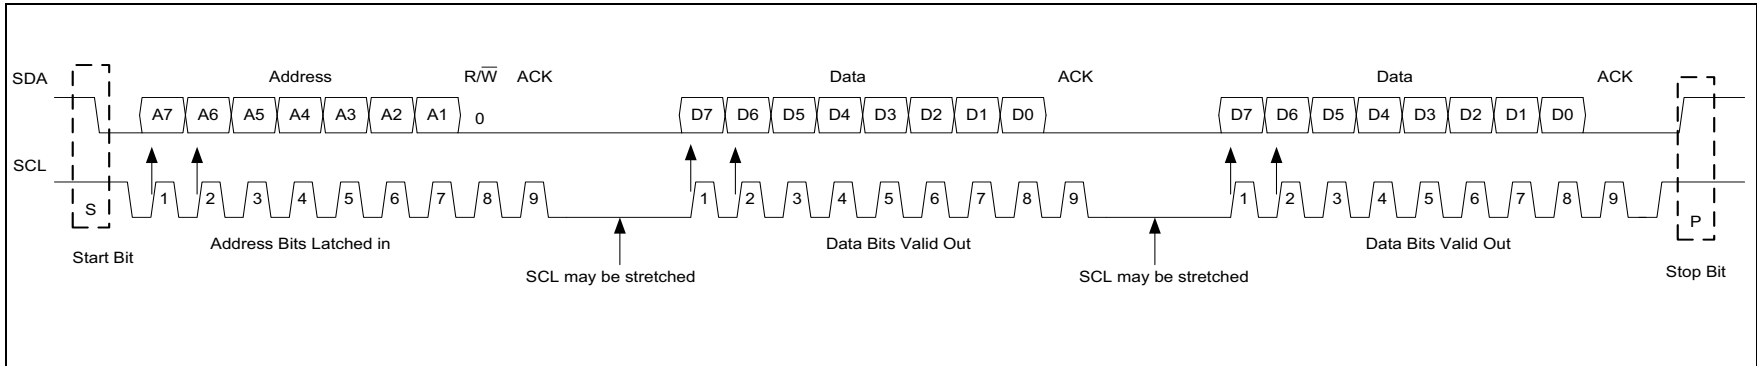 Address R/W̅ ACK Data ACK Data ACK
SDA
A7 A6 A5 A4 A3 A2 A1 0 D7 D6 D5 D4 D3 D2 D1 D0 D7 D6 D5 D4 D3 D2 D1 D0
SCL
S 1 2 3 4 5 6 7 8 9 1 2 3 4 5 6 7 8 9 1 2 3 4 5 6 7 8 9 P
Address Bits Latched in Data Bits Valid Out Data Bits Valid Out
Start Bit SCL may be stretched SCL may be stretched Stop Bit